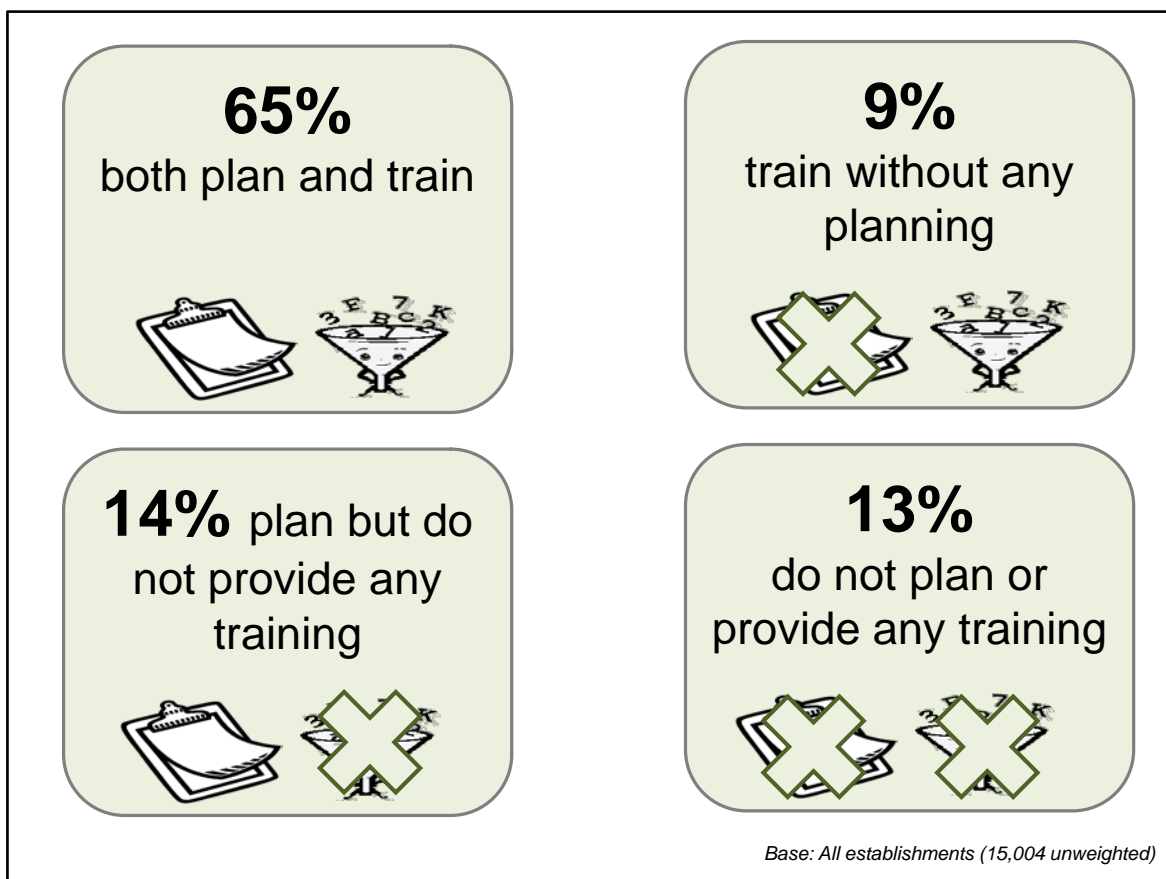 65%
both plan and train
9%
train without any
planning
14% plan but do
not provide any
training
13%
do not plan or
provide any training
Base: All establishments (15,004 unweighted)